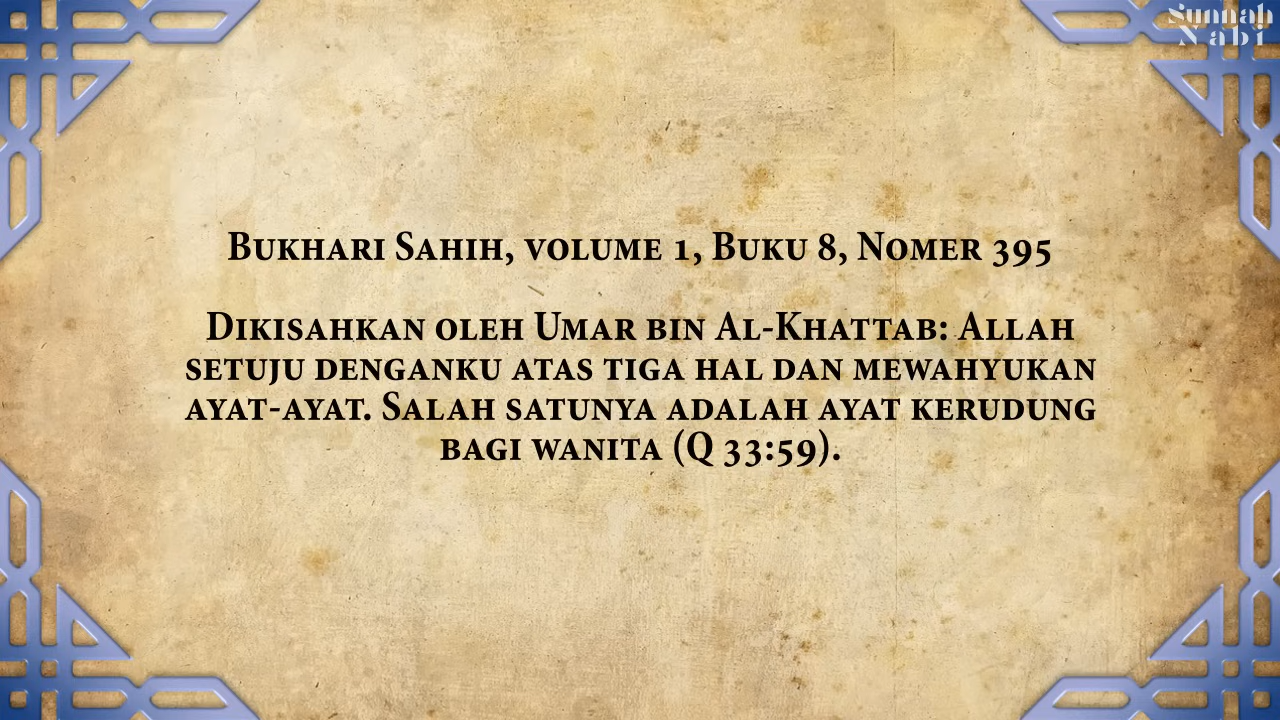 Sunnah
Nabi
Bukhari Sahih, volume 1, Buku 8, Nomer 395
Dikisahkan oleh Umar bin Al-Khattab: Allah
setuju denganku atas tiga hal dan mewahyukan
ayat-ayat. Salah satunya adalah ayat kerudung
bagi wanita (Q 33:59).